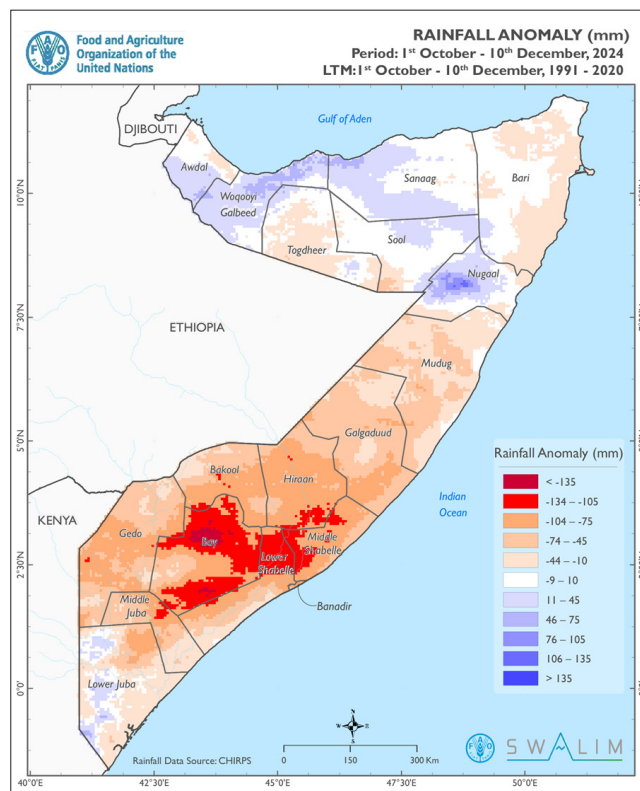 Food and Agriculture
Organization of the
United Nations
FAO
FIAT PANIS
RAINFALL ANOMALY (mm)
Period: 1st October - 10th December, 2024
LTM:1st October - 10th December, 1991 - 2020
DJIBOUTI
Gulf of Aden
Awdal
Woqooyi
Galbeed
Sanaag
Bari
Togdheer
Sool
Nugaal
ETHIOPIA
Mudug
Galgaduud
Bakool
Hiraan
KENYA
Gedo
Bay
Lower
Shabelle
Middle
Shabelle
Indian
Ocean
Middle
Juba
Banadir
Lower Juba
Rainfall Anomaly (mm)
< -135
-134 – -105
-104 – -75
-74 – -45
-44 – -10
-9 – 10
11 – 45
46 – 75
76 – 105
106 – 135
> 135
10°0'
7°30'
5°0'
2°30'
0°0'
N
W
E
S
Rainfall Data Source: CHIRPS
0 150 300 Km
FAO
SWALIM
40°0'E 42°30'E 45°0'E 47°30'E 50°0'E